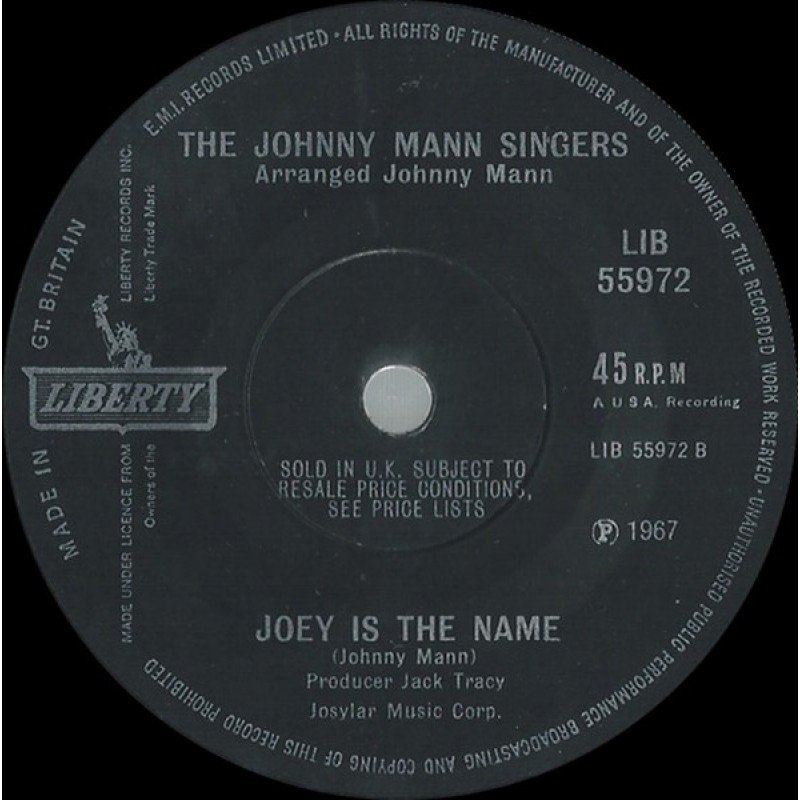 E.M.I. RECORDS LIMITED • ALL RIGHTS OF THE MANUFACTURER AND OF THE OWNER OF THE RECORDED WORK RESERVED • UNAUTHORISED PUBLIC PERFORMANCE BROADCASTING AND COPYING OF THIS RECORD PROHIBITED
THE JOHNNY MANN SINGERS
Arranged Johnny Mann
MADE IN GT. BRITAIN
MADE UNDER LICENCE FROM LIBERTY RECORDS INC.
Owners of the Liberty Trade Mark
LIBERTY
LIB
55972
45 R.P.M
A U S A. Recording
LIB 55972 B
SOLD IN U.K. SUBJECT TO
RESALE PRICE CONDITIONS,
SEE PRICE LISTS
Ⓟ 1967
JOEY IS THE NAME
(Johnny Mann)
Producer Jack Tracy
Josylar Music Corp.